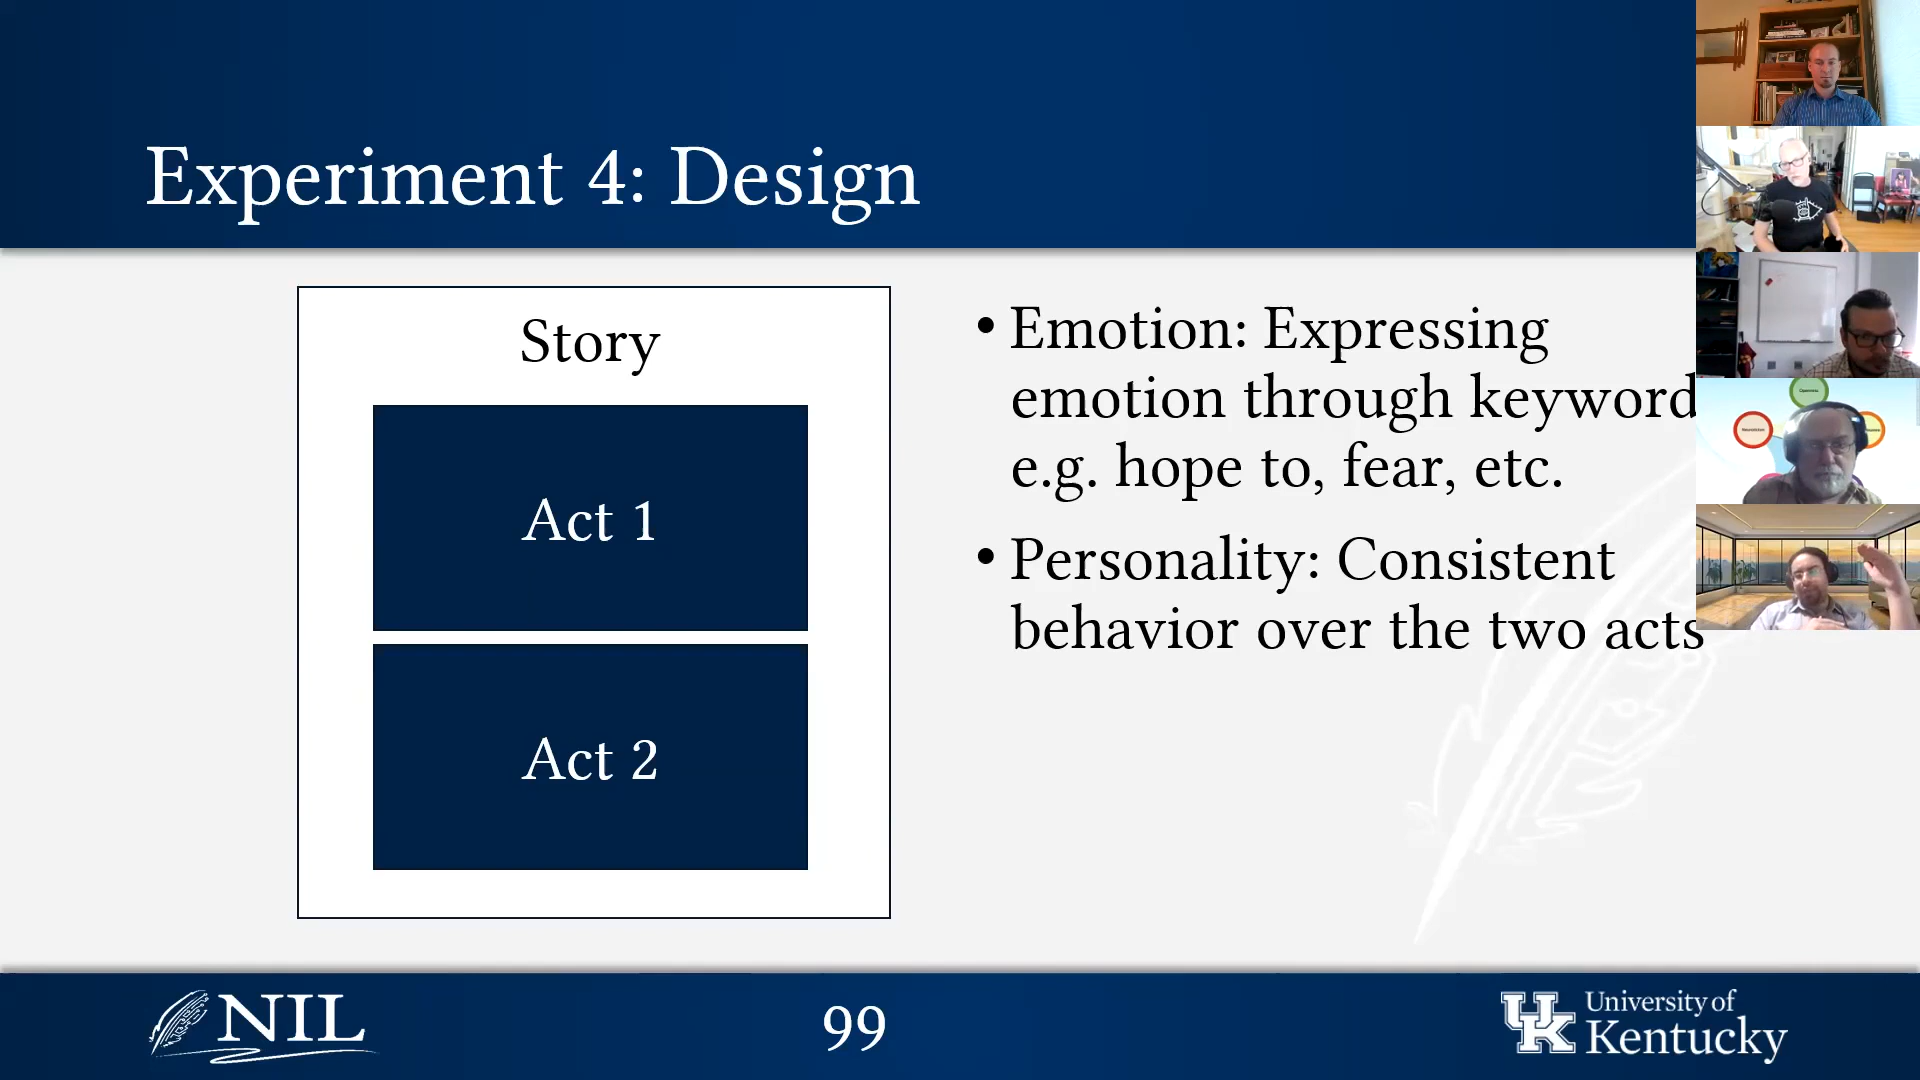 Experiment 4: Design
Story
Act 1
Act 2
• Emotion: Expressing
emotion through keyword
e.g. hope to, fear, etc.
• Personality: Consistent
behavior over the two acts
NIL
99
UK
University of
Kentucky